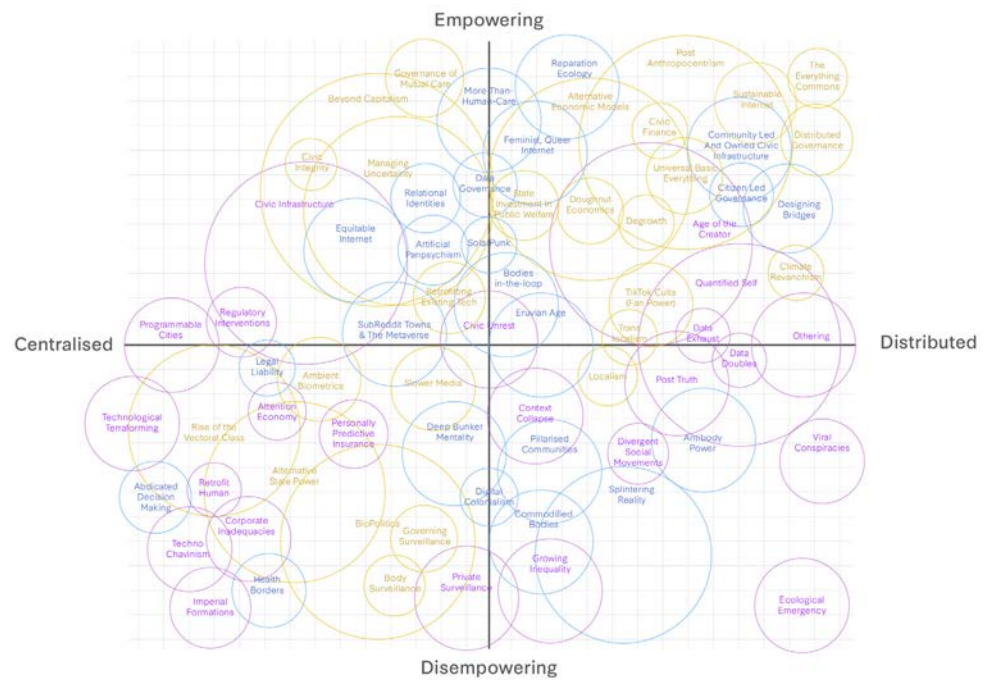 Empowering
Governance of
Mutual Care
Beyond Capitalism
More-Than-
Human-Care
Reparation
Ecology
Post
Anthropocentrism
The
Everything
Commons
Alternative
Economic Models
Sustainable
Internet
Civic
Finance
Feminist, Queer
Internet
Community Led
And Owned Civic
Infrastructure
Distributed
Governance
Civic
Integrity
Managing
Uncertainty
Universal Basic
Everything
Data
Governance
Civic Infrastructure
Relational
Identities
State
Investment in
Public Welfare
Doughnut
Economics
Citizen Led
Governance
Designing
Bridges
Degrowth
Age of the
Creator
Equitable
Internet
Artificial
Panpsychism
SolarPunk
Bodies
in-the-loop
Climate
Revanchism
Quantified Self
Retrofitting
Existing Tech
TikTok Cults
(Fan Power)
Regulatory
Interventions
Eruvian Age
Programmable
Cities
SubReddit Towns
& The Metaverse
Civic Unrest
Trans
localism
Data
Exhaust
Othering
Centralised
Distributed
Legal
Liability
Data
Doubles
Ambient
Biometrics
Slower Media
Localism
Post Truth
Technological
Terraforming
Attention
Economy
Context
Collapse
Rise of the
Vectoral Class
Personally
Predictive
Insurance
Deep Bunker
Mentality
Pillarised
Communities
Divergent
Social
Movements
Antibody
Power
Viral
Conspiracies
Alternative
State Power
Abdicated
Decision
Making
Retrofit
Human
Digital
Colonialism
Splintering
Reality
Corporate
Inadequacies
BioPolitics
Commodified
Bodies
Governing
Surveillance
Techno
Chavinism
Growing
Inequality
Health
Borders
Body
Surveillance
Private
Surveillance
Imperial
Formations
Ecological
Emergency
Disempowering